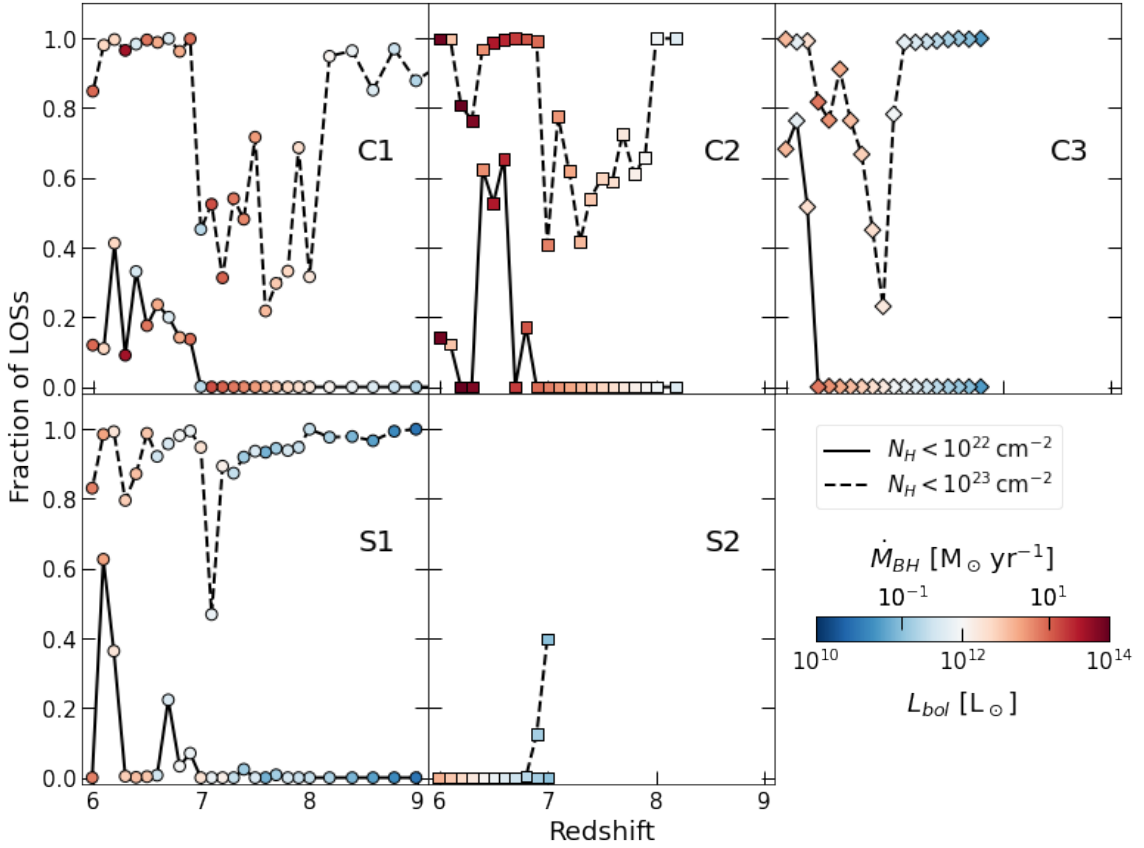 1.0
0.8
0.6
0.4
0.2
0.0
C1
C2
C3
1.0
0.8
0.6
0.4
0.2
0.0
S1
S2
6 7 8 9
6 7 8 9
Fraction of LOSs
Redshift
N_H < 10^22 cm^−2
N_H < 10^23 cm^−2
Ṁ_BH [M_⊙ yr^−1]
10^−1 10^1
10^10 10^12 10^14
L_bol [L_⊙]